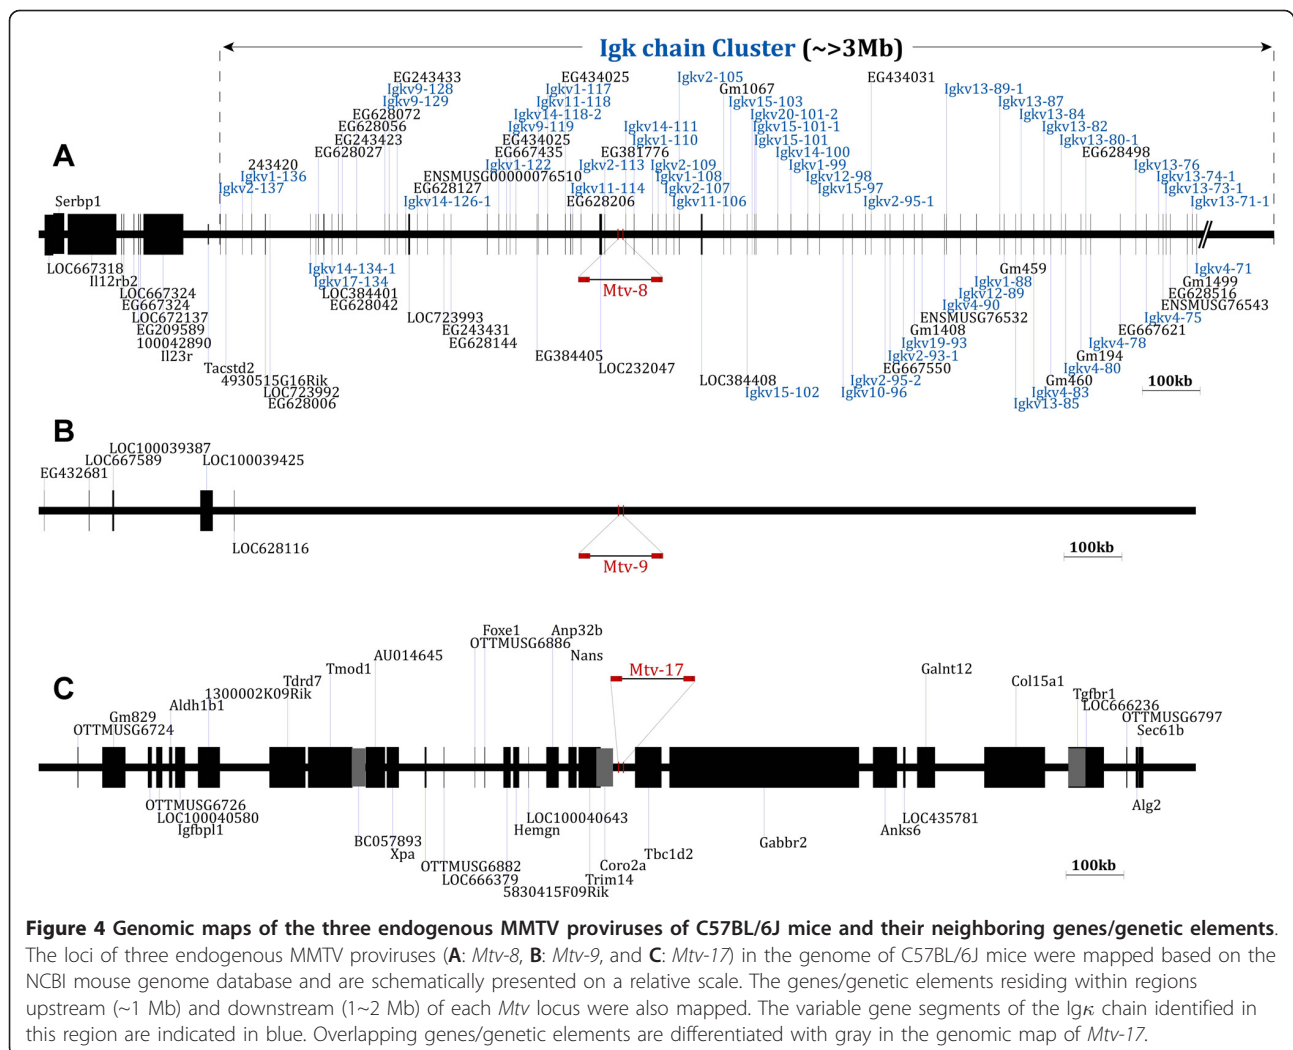 Igk chain Cluster (~>3Mb)
EG243433
Igkv9-128
Igkv9-129
EG628072
EG628056
EG243423
EG628027
243420
Igkv1-136
Igkv2-137
EG434025
Igkv1-117
Igkv11-118
Igkv14-118-2
Igkv9-119
EG434025
EG667435
Igkv1-122
ENSMUSG00000076510
EG628127
Igkv14-126-1
Igkv2-105
Gm1067
Igkv15-103
Igkv20-101-2
Igkv15-101-1
Igkv15-101
Igkv14-100
Igkv1-99
Igkv12-98
Igkv15-97
Igkv2-95-1
Igkv14-111
Igkv1-110
EG381776
Igkv2-113
Igkv2-109
Igkv1-108
Igkv11-114
Igkv2-107
EG628206
Igkv11-106
EG434031
Igkv13-89-1
Igkv13-87
Igkv13-84
Igkv13-82
Igkv13-80-1
EG628498
Igkv13-76
Igkv13-74-1
Igkv13-73-1
Igkv13-71-1
A
Serbp1
LOC667318
Il12rb2
LOC667324
EG667324
LOC672137
EG209589
100042890
Il23r
Tacstd2
4930515G16Rik
LOC723992
EG628006
Igkv14-134-1
Igkv17-134
LOC384401
EG628042
LOC723993
EG243431
EG628144
EG384405
LOC232047
Mtv-8
LOC384408
Igkv15-102
Gm459
Igkv1-88
Igkv12-89
Igkv4-90
ENSMUSG76532
Gm1408
Igkv19-93
Igkv2-93-1
EG667550
Igkv2-95-2
Igkv10-96
Igkv4-71
Gm1499
EG628516
ENSMUSG76543
Igkv4-75
EG667621
Igkv4-78
Gm194
Igkv4-80
Gm460
Igkv4-83
Igkv13-85
100kb
B
LOC100039387
LOC667589
LOC100039425
EG432681
LOC628116
Mtv-9
100kb
C
Foxe1
Anp32b
OTTMUSG6886
AU014645
Nans
Tmod1
Mtv-17
Galnt12
Tdrd7
Col15a1
1300002K09Rik
Tgfbr1
Aldh1b1
LOC666236
Gm829
OTTMUSG6797
OTTMUSG6724
Sec61b
OTTMUSG6726
LOC100040580
Igfbpl1
BC057893
Xpa
OTTMUSG6882
LOC666379
5830415F09Rik
Hemgn
LOC100040643
Trim14
Coro2a
Tbc1d2
Gabbr2
Anks6
LOC435781
Alg2
100kb
Figure 4 Genomic maps of the three endogenous MMTV proviruses of C57BL/6J mice and their neighboring genes/genetic elements.
The loci of three endogenous MMTV proviruses (A: Mtv-8, B: Mtv-9, and C: Mtv-17) in the genome of C57BL/6J mice were mapped based on the
NCBI mouse genome database and are schematically presented on a relative scale. The genes/genetic elements residing within regions
upstream (~1 Mb) and downstream (1~2 Mb) of each Mtv locus were also mapped. The variable gene segments of the Igκ chain identified in
this region are indicated in blue. Overlapping genes/genetic elements are differentiated with gray in the genomic map of Mtv-17.